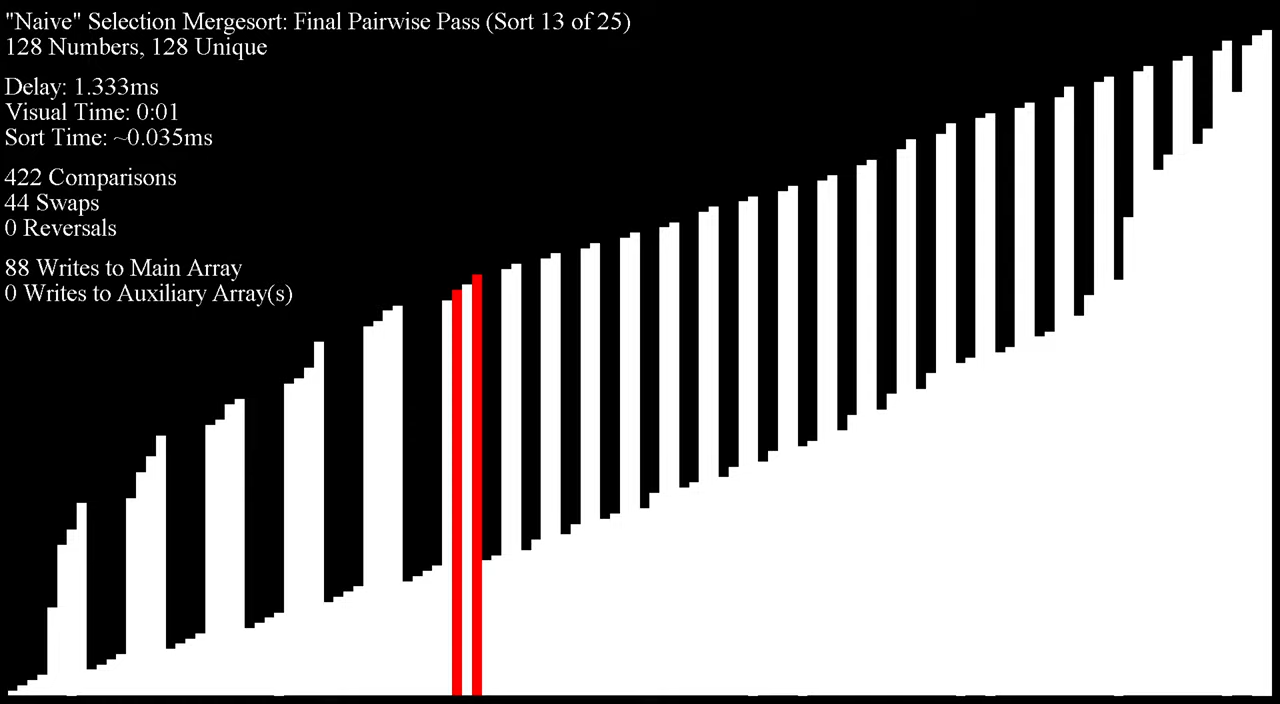 "Naive" Selection Mergesort: Final Pairwise Pass (Sort 13 of 25)
128 Numbers, 128 Unique
Delay: 1.333ms
Visual Time: 0:01
Sort Time: ~0.035ms
422 Comparisons
44 Swaps
0 Reversals
88 Writes to Main Array
0 Writes to Auxiliary Array(s)